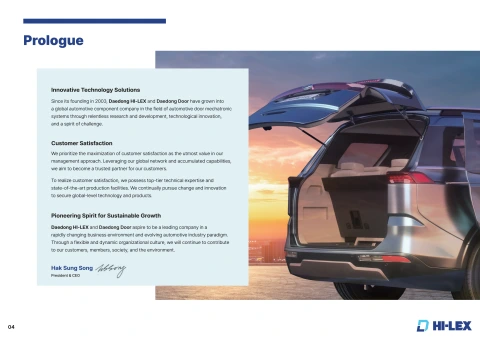 Prologue
Innovative Technology Solutions
Since its founding in 2003, Daedong HI-LEX and Daedong Door have grown into
a global automotive component company in the field of automotive door mechatronic
systems through relentless research and development, technological innovation,
and a spirit of challenge.
Customer Satisfaction
We prioritize the maximization of customer satisfaction as the utmost value in our
management approach. Leveraging our global network and accumulated capabilities,
we aim to become a trusted partner for our customers.
To realize customer satisfaction, we possess top-tier technical expertise and
state-of-the-art production facilities. We continually pursue change and innovation
to secure global-level technology and products.
Pioneering Spirit for Sustainable Growth
Daedong HI-LEX and Daedong Door aspire to be a leading company in a
rapidly changing business environment and evolving automotive industry paradigm.
Through a flexible and dynamic organizational culture, we will continue to contribute
to our customers, members, society, and the environment.
Hak Sung Song
President & CEO
04
HI-LEX